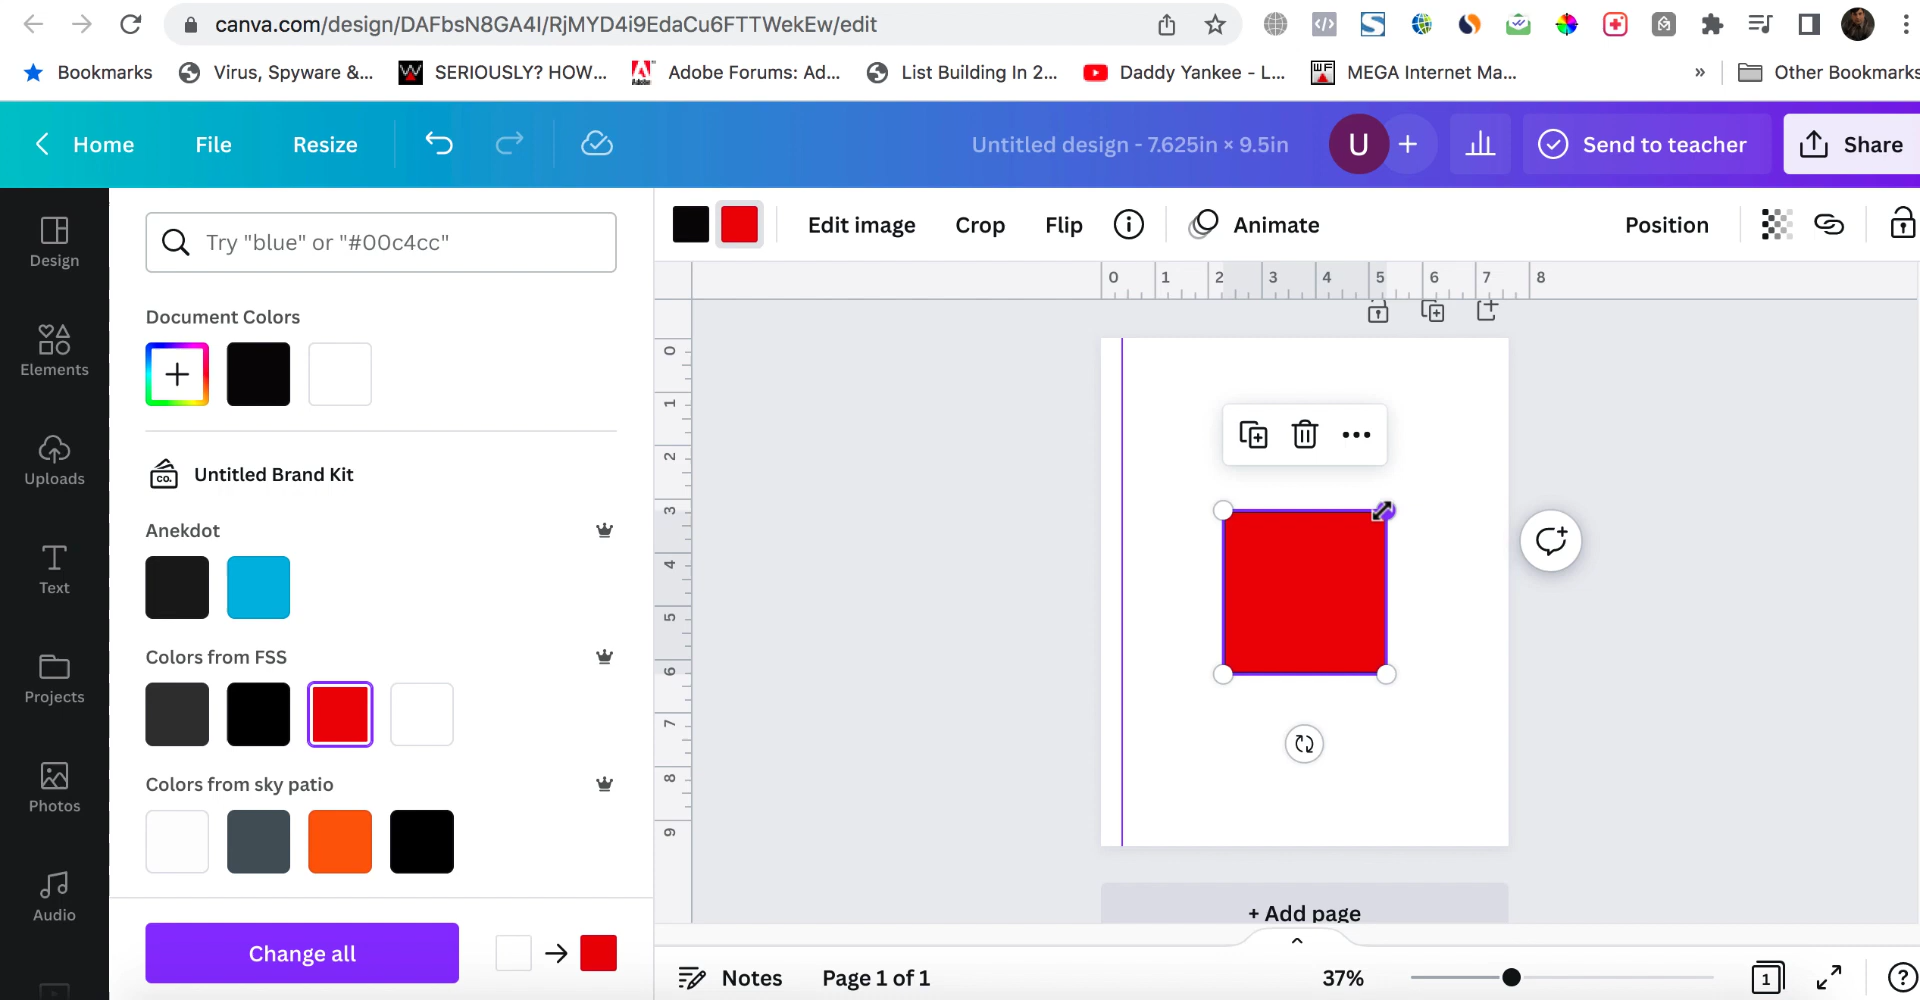 canva.com/design/DAFbsN8GA4I/RjMYD4i9EdaCu6FTTWekEw/edit
Bookmarks
Virus, Spyware &...
SERIOUSLY? HOW...
Adobe Forums: Ad...
List Building In 2...
Daddy Yankee - L...
MEGA Internet Ma...
»
Other Bookmarks
Home
File
Resize
Untitled design - 7.625in × 9.5in
U
+
Send to teacher
Share
Design
Elements
Uploads
Text
Projects
Photos
Audio
Try "blue" or "#00c4cc"
Document Colors
CO.
Untitled Brand Kit
Anekdot
Colors from FSS
Colors from sky patio
Change all
Edit image
Crop
Flip
Animate
Position
0 1 2 3 4 5 6 7 8
0
1
2
3
4
5
6
7
8
9
+ Add page
Notes
Page 1 of 1
37%
1
?